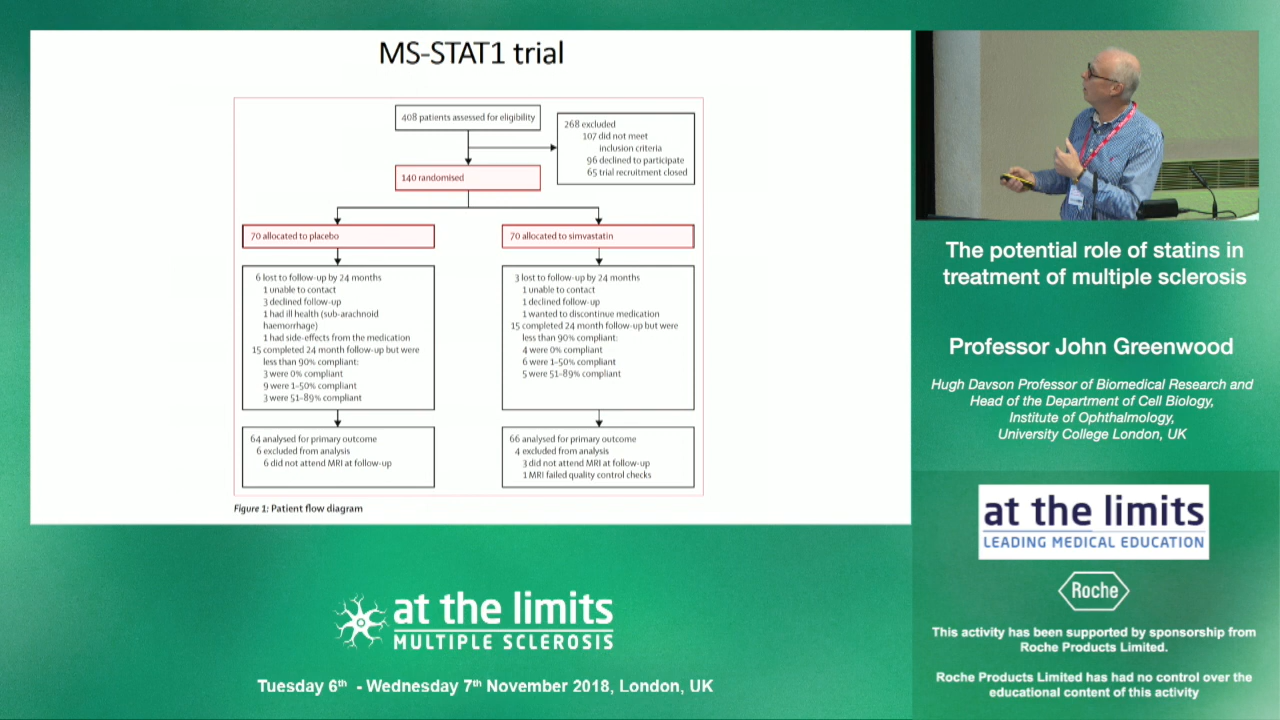 MS-STAT1 trial
408 patients assessed for eligibility
268 excluded
107 did not meet
inclusion criteria
96 declined to participate
65 trial recruitment closed
140 randomised
70 allocated to placebo
70 allocated to simvastatin
6 lost to follow-up by 24 months
1 unable to contact
3 declined follow-up
1 had ill health (sub-arachnoid
haemorrhage)
1 had side-effects from the medication
15 completed 24 month follow-up but were
less than 90% compliant:
3 were 0% compliant
9 were 1–50% compliant
3 were 51–89% compliant
3 lost to follow-up by 24 months
1 unable to contact
1 declined follow-up
1 wanted to discontinue medication
15 completed 24 month follow-up but were
less than 90% compliant:
4 were 0% compliant
6 were 1–50% compliant
5 were 51–89% compliant
64 analysed for primary outcome
6 excluded from analysis
6 did not attend MRI at follow-up
66 analysed for primary outcome
4 excluded from analysis
3 did not attend MRI at follow-up
1 MRI failed quality control checks
Figure 1: Patient flow diagram
The potential role of statins in
treatment of multiple sclerosis
Professor John Greenwood
Hugh Davson Professor of Biomedical Research and
Head of the Department of Cell Biology,
Institute of Ophthalmology,
University College London, UK
at the limits
LEADING MEDICAL EDUCATION
Roche
This activity has been supported by sponsorship from
Roche Products Limited.
Roche Products Limited has had no control over the
educational content of this activity
at the limits
MULTIPLE SCLEROSIS
Tuesday 6th - Wednesday 7th November 2018, London, UK